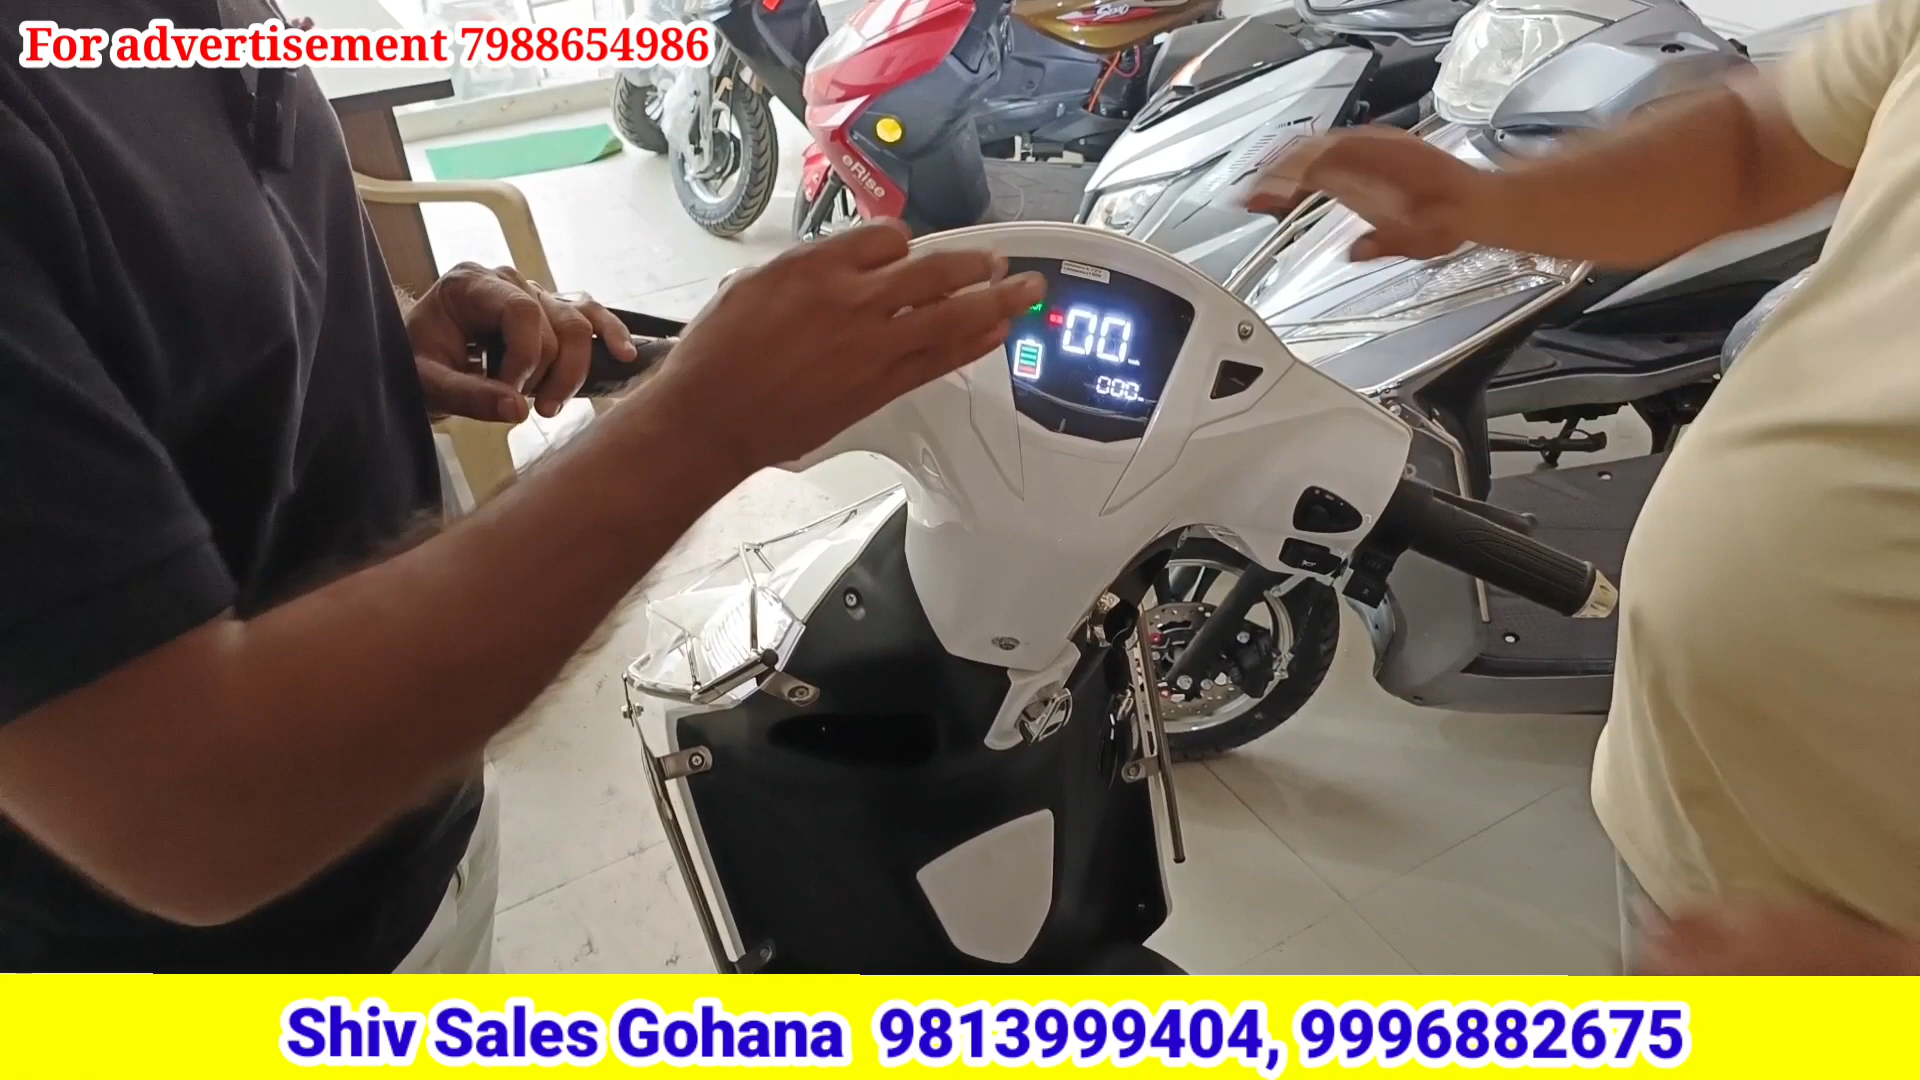 For advertisement 7988654986
eRise
00
000
Shiv Sales Gohana 9813999404, 9996882675